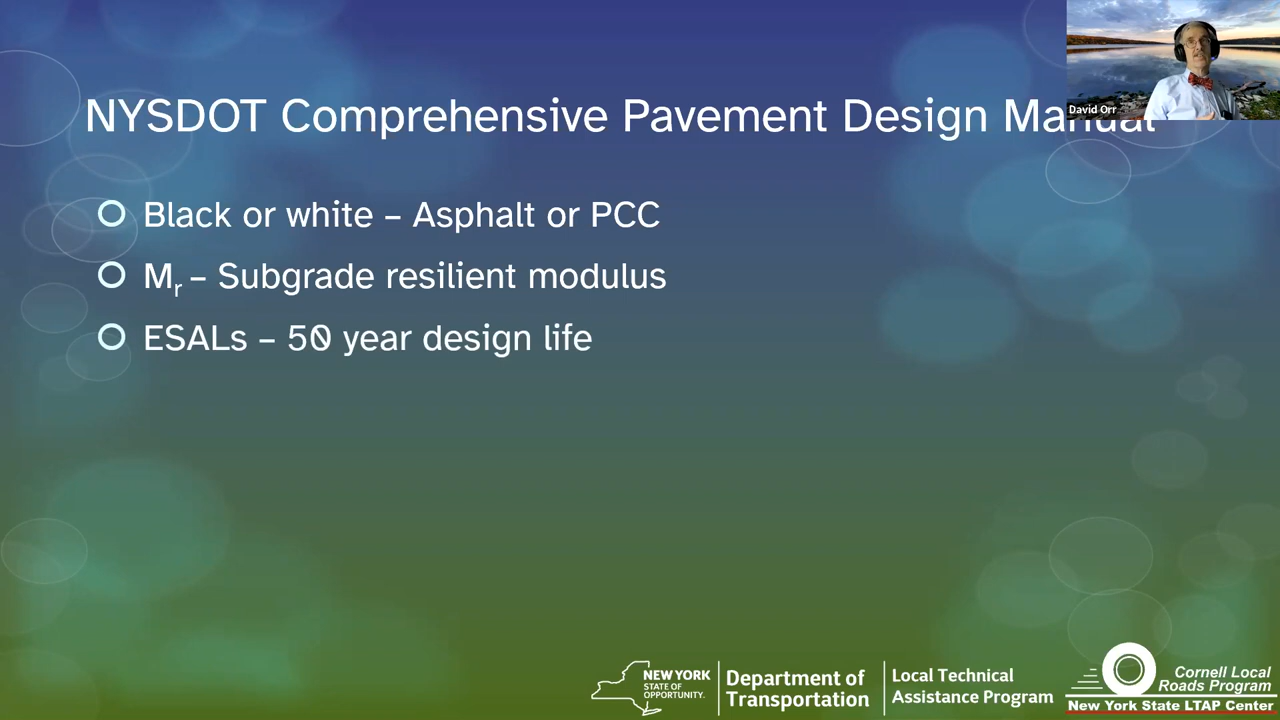 NYSDOT Comprehensive Pavement Design Manual
David Orr
Black or white – Asphalt or PCC
Mr – Subgrade resilient modulus
ESALs – 50 year design life
NEW YORK
STATE OF
OPPORTUNITY.
Department of
Transportation
Local Technical
Assistance Program
Cornell Local
Roads Program
New York State LTAP Center